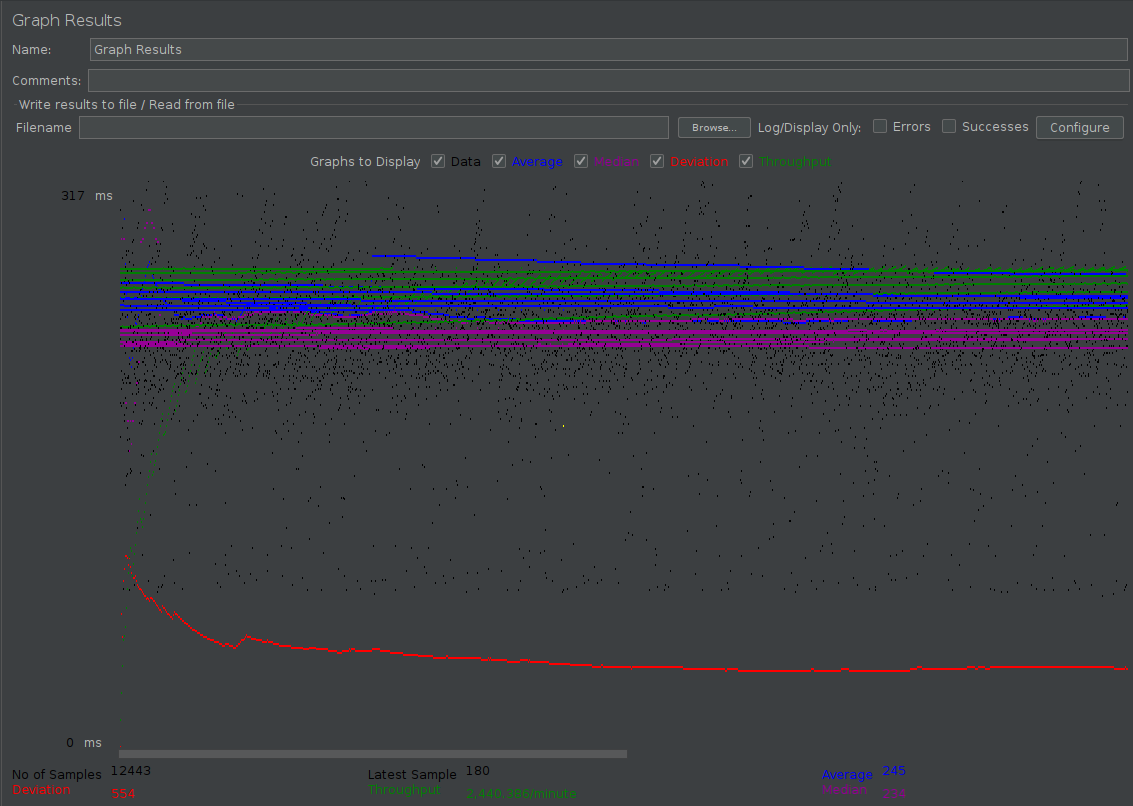 Graph Results
Name: Graph Results
Comments:
Write results to file / Read from file
Filename Browse... Log/Display Only: Errors Successes Configure
Graphs to Display Data Average Median Deviation Throughput
317 ms
0 ms
No of Samples 12443 Latest Sample 180 Average 245
Deviation 554 Throughput 2,440.386/minute Median